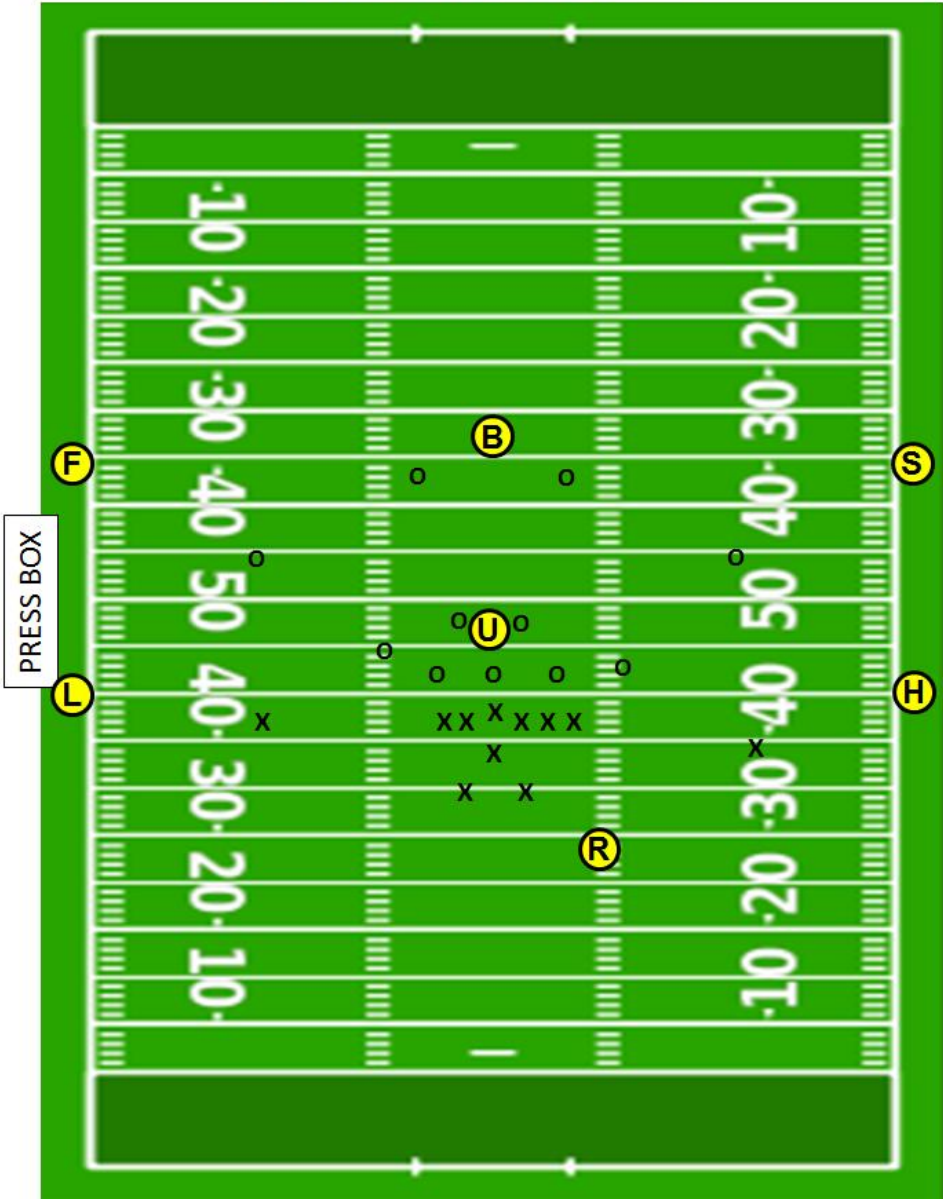 10 10
20 20
30 30
B
F S
o o
40 40
o o
PRESS BOX
50 50
o U o
o
o o o o
L H
40 40
X X X X X X X
X X
X X
30 30
R
20 20
10 10